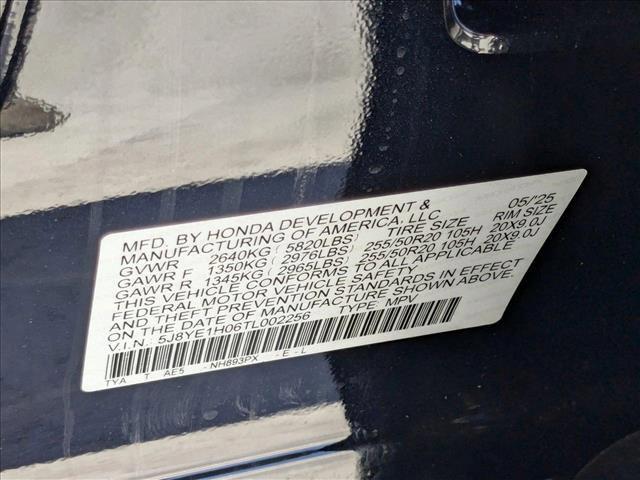 MFD. BY HONDA DEVELOPMENT & 05/'25
MANUFACTURING OF AMERICA, LLC
GVWR 2640KG ( 5820LBS) TIRE SIZE RIM SIZE
GAWR F 1350KG ( 2976LBS) 255/50R20 105H 20X9.0J
GAWR R 1345KG ( 2965LBS) 255/50R20 105H 20X9.0J
THIS VEHICLE CONFORMS TO ALL APPLICABLE
FEDERAL MOTOR VEHICLE SAFETY
AND THEFT PREVENTION STANDARDS IN EFFECT
ON THE DATE OF MANUFACTURE SHOWN ABOVE.
V.I.N.: 5J8YE1H06TL002256 TYPE: MPV
TYA T AE5 -NH893PX -E-L